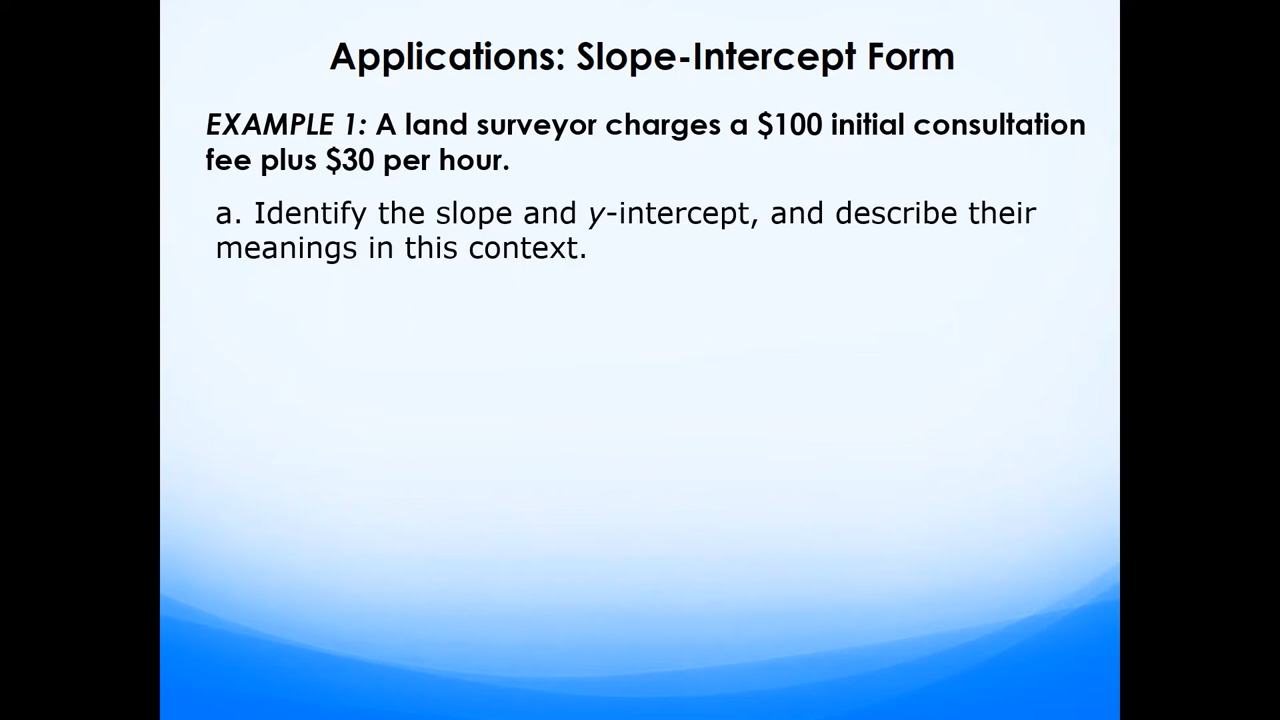 Applications: Slope-Intercept Form
EXAMPLE 1: A land surveyor charges a $100 initial consultation
fee plus $30 per hour.
a. Identify the slope and y-intercept, and describe their
meanings in this context.